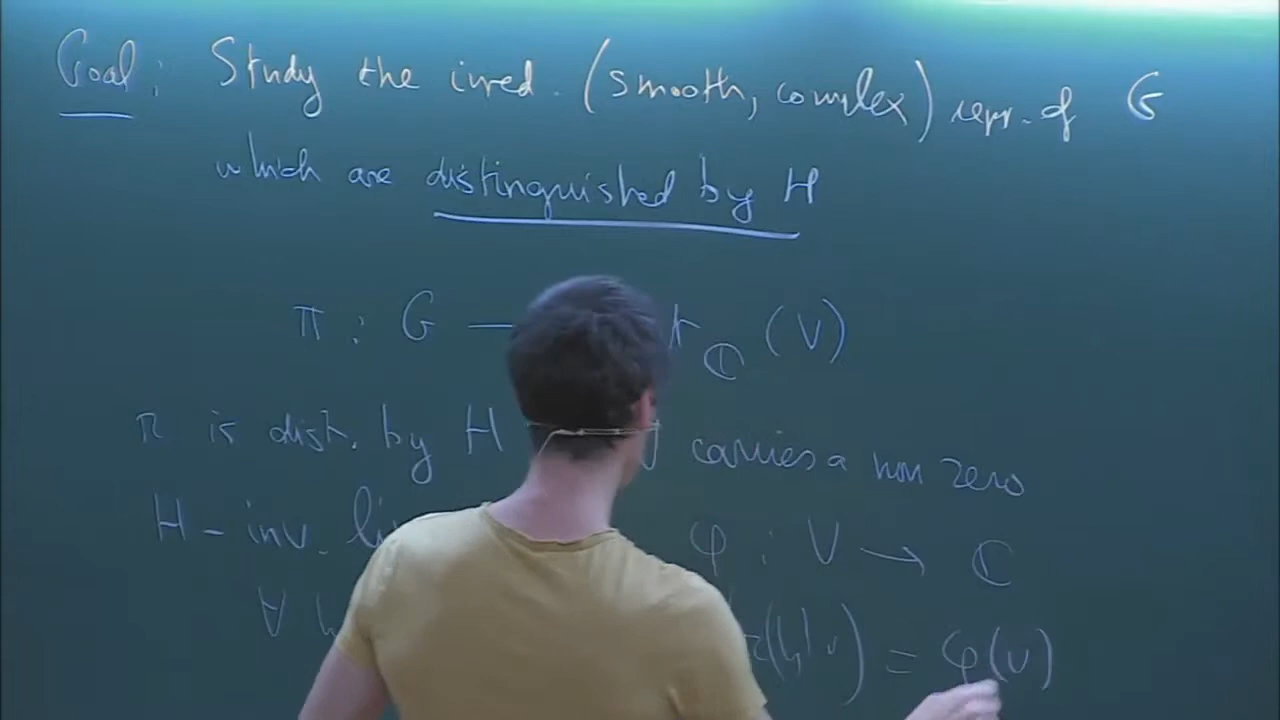 Goal: Study the irred. (smooth, complex) repr. of G
which are distinguished by H
π : G — ℂ (V)
π is dist. by H carries a non zero
H-inv. φ : V → ℂ
∀ (h)v) = φ(v)